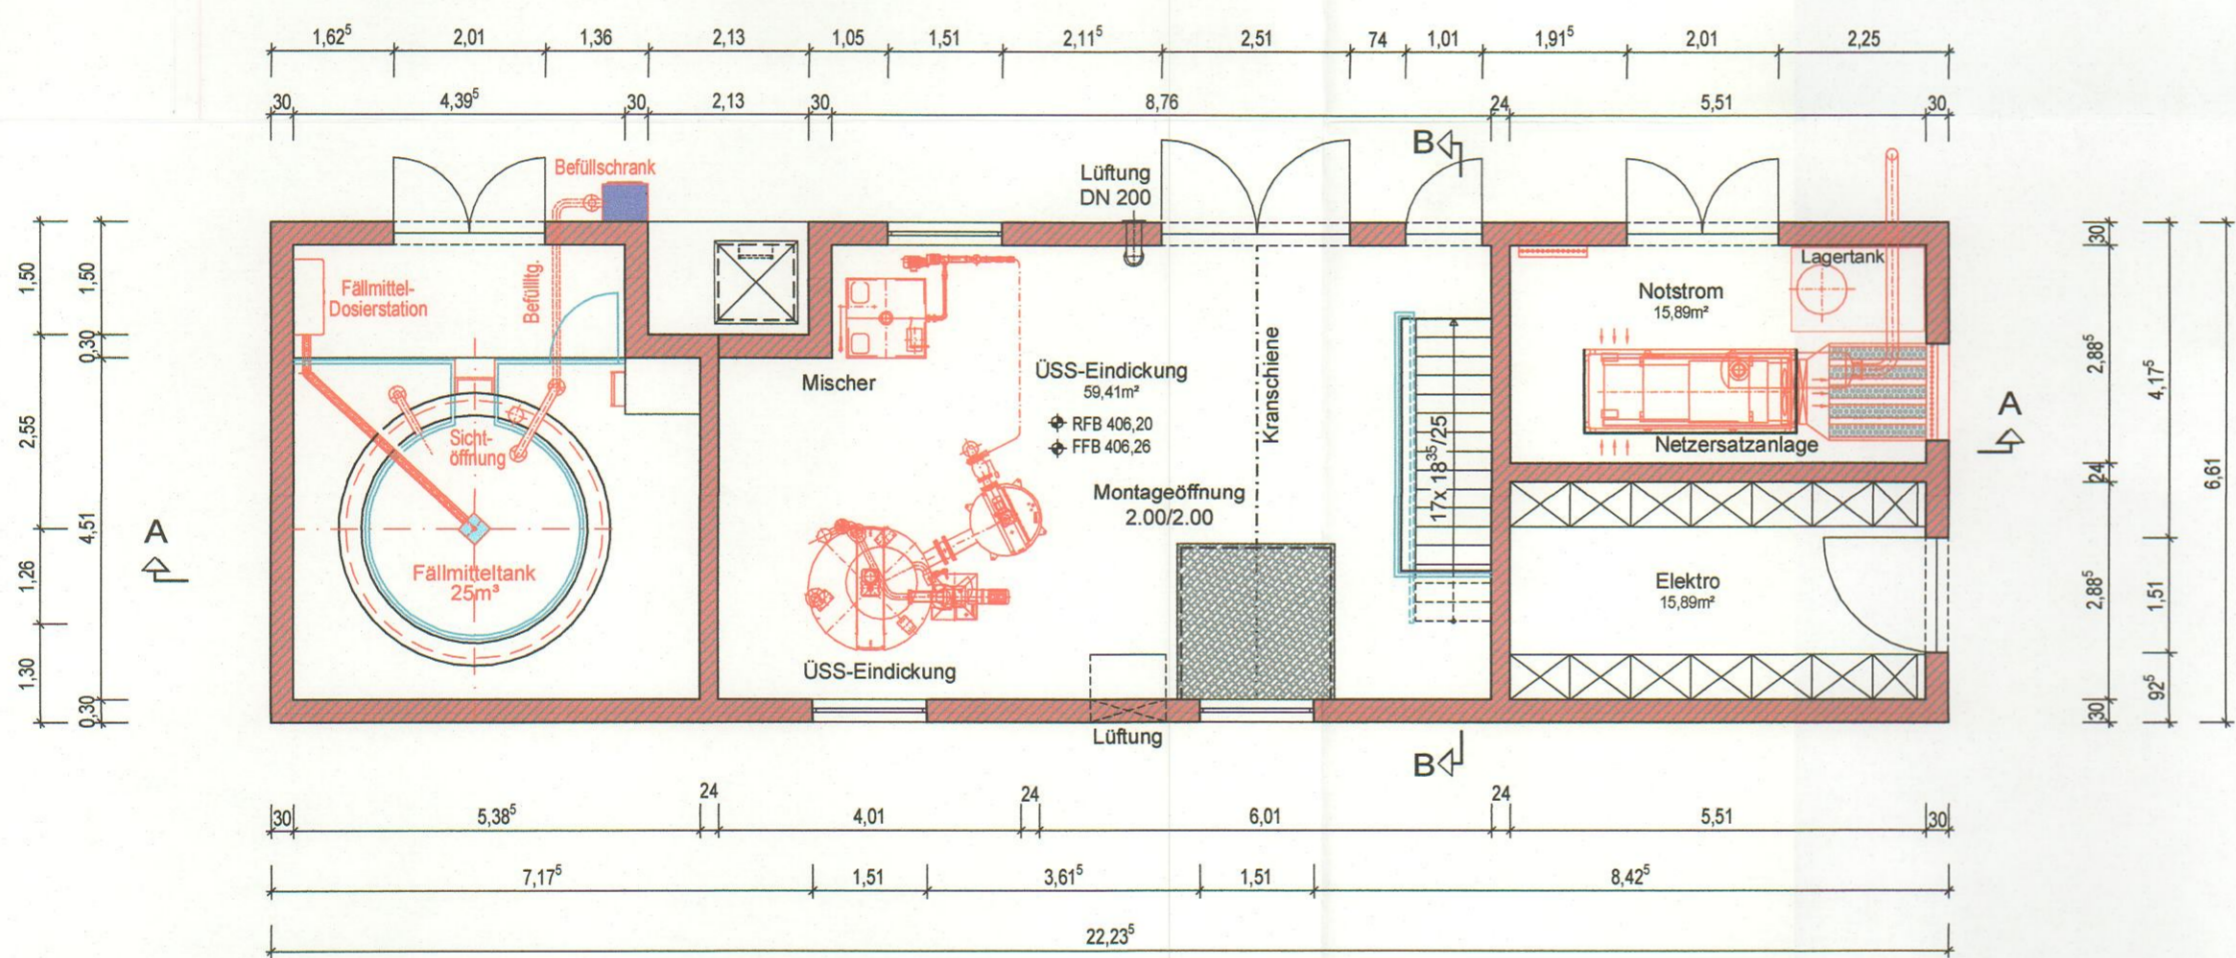 1,62⁵ 2,01 1,36 2,13 1,05 1,51 2,11⁵ 2,51 74 1,01 1,91⁵ 2,01 2,25
30 4,39⁵ 30 2,13 30 8,76 24 5,51 30
B
Befüllschrank
Lüftung
DN 200
Befülltg.
Fällmittel-
Dosierstation
Sicht-
öffnung
Fällmitteltank
25m³
Mischer
ÜSS-Eindickung
59,41m²
RFB 406,20
FFB 406,26
Kranschiene
Montageöffnung
2.00/2.00
17x 18³⁵/25
ÜSS-Eindickung
Lüftung
Notstrom
15,89m²
Lagertank
Netzersatzanlage
Elektro
15,89m²
A
A
B
1,50
2,55
1,26
1,30
1,50
0,30
4,51
0,30
30
2,88⁵
24
2,88⁵
30
4,17⁵
1,51
92⁵
6,61
30 5,38⁵ 24 4,01 24 6,01 24 5,51 30
7,17⁵ 1,51 3,61⁵ 1,51 8,42⁵
22,23⁵